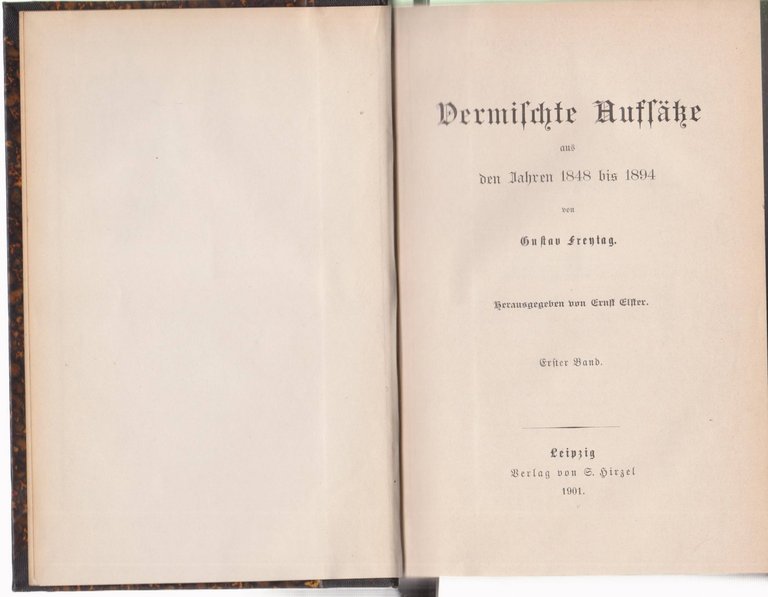 Vermiſchte Aufſätze
aus
den Jahren 1848 bis 1894
von
Guſtav Freytag.
Herausgegeben von Ernſt Elſter.
Erſter Band.
Leipzig
Verlag von S. Hirzel
1901.